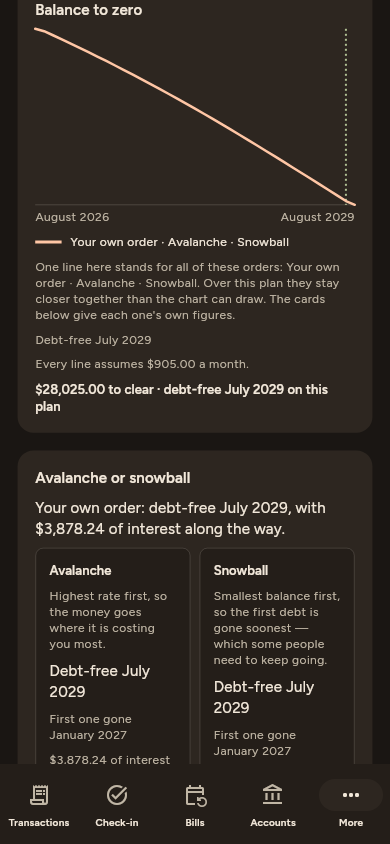 Balance to zero
August 2026
August 2029
Your own order · Avalanche · Snowball
One line here stands for all of these orders: Your own
order · Avalanche · Snowball. Over this plan they stay
closer together than the chart can draw. The cards
below give each one's own figures.
Debt-free July 2029
Every line assumes $905.00 a month.
$28,025.00 to clear · debt-free July 2029 on this
plan
Avalanche or snowball
Your own order: debt-free July 2029, with
$3,878.24 of interest along the way.
Avalanche
Highest rate first, so
the money goes
where it is costing
you most.
Debt-free July
2029
First one gone
January 2027
$3,878.24 of interest
Snowball
Smallest balance first,
so the first debt is
gone soonest —
which some people
need to keep going.
Debt-free July
2029
First one gone
January 2027
Transactions
Check-in
Bills
Accounts
More